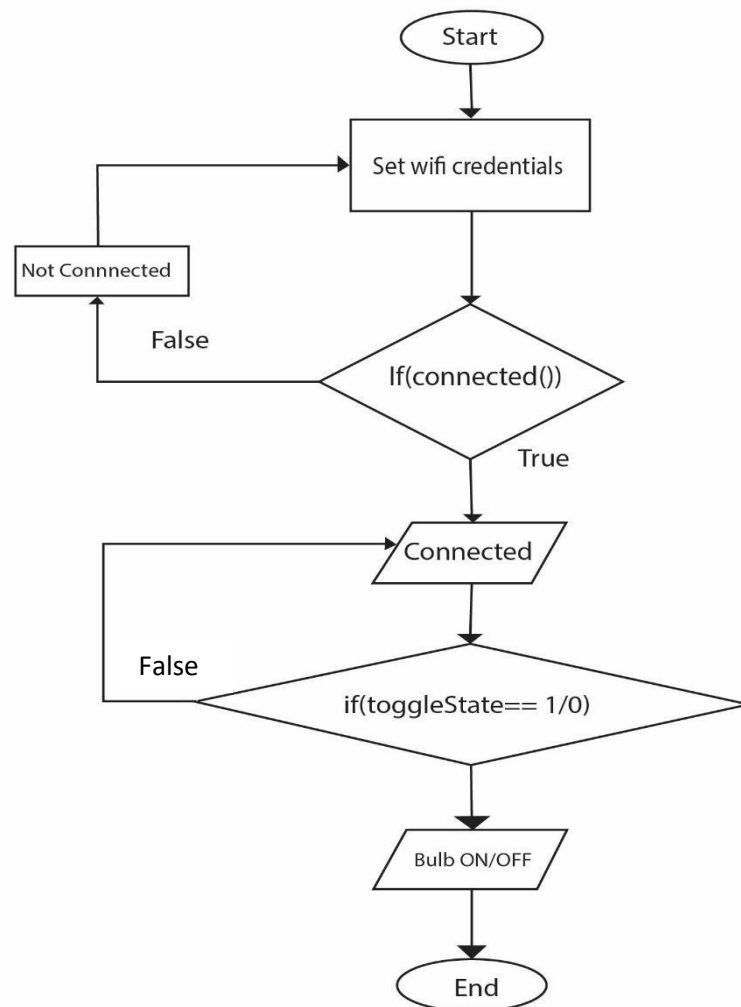 Start
Set wifi credentials
Not Connnected
False
If(connected())
True
Connected
False
if(toggleState== 1/0)
Bulb ON/OFF
End